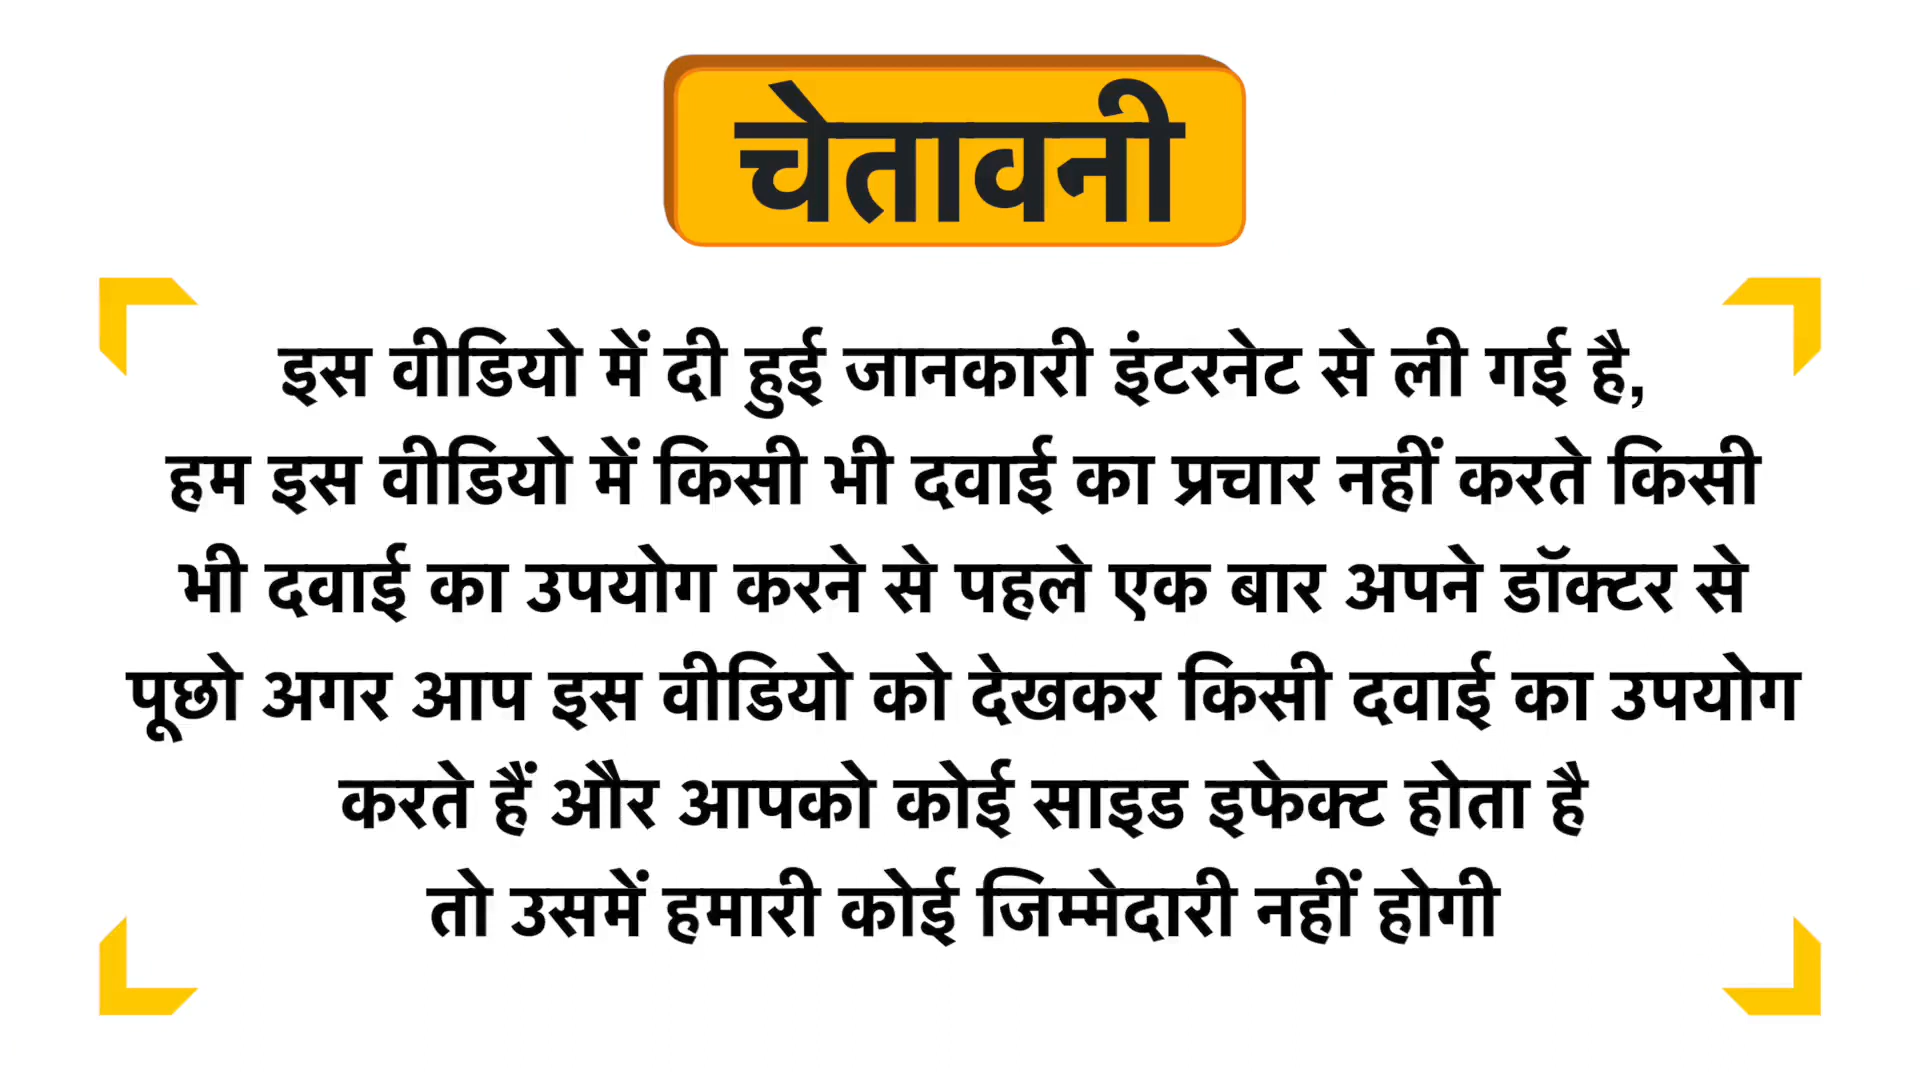 चेतावनी
इस वीडियो में दी हुई जानकारी इंटरनेट से ली गई है,
हम इस वीडियो में किसी भी दवाई का प्रचार नहीं करते किसी
भी दवाई का उपयोग करने से पहले एक बार अपने डॉक्टर से
पूछो अगर आप इस वीडियो को देखकर किसी दवाई का उपयोग
करते हैं और आपको कोई साइड इफेक्ट होता है
तो उसमें हमारी कोई जिम्मेदारी नहीं होगी